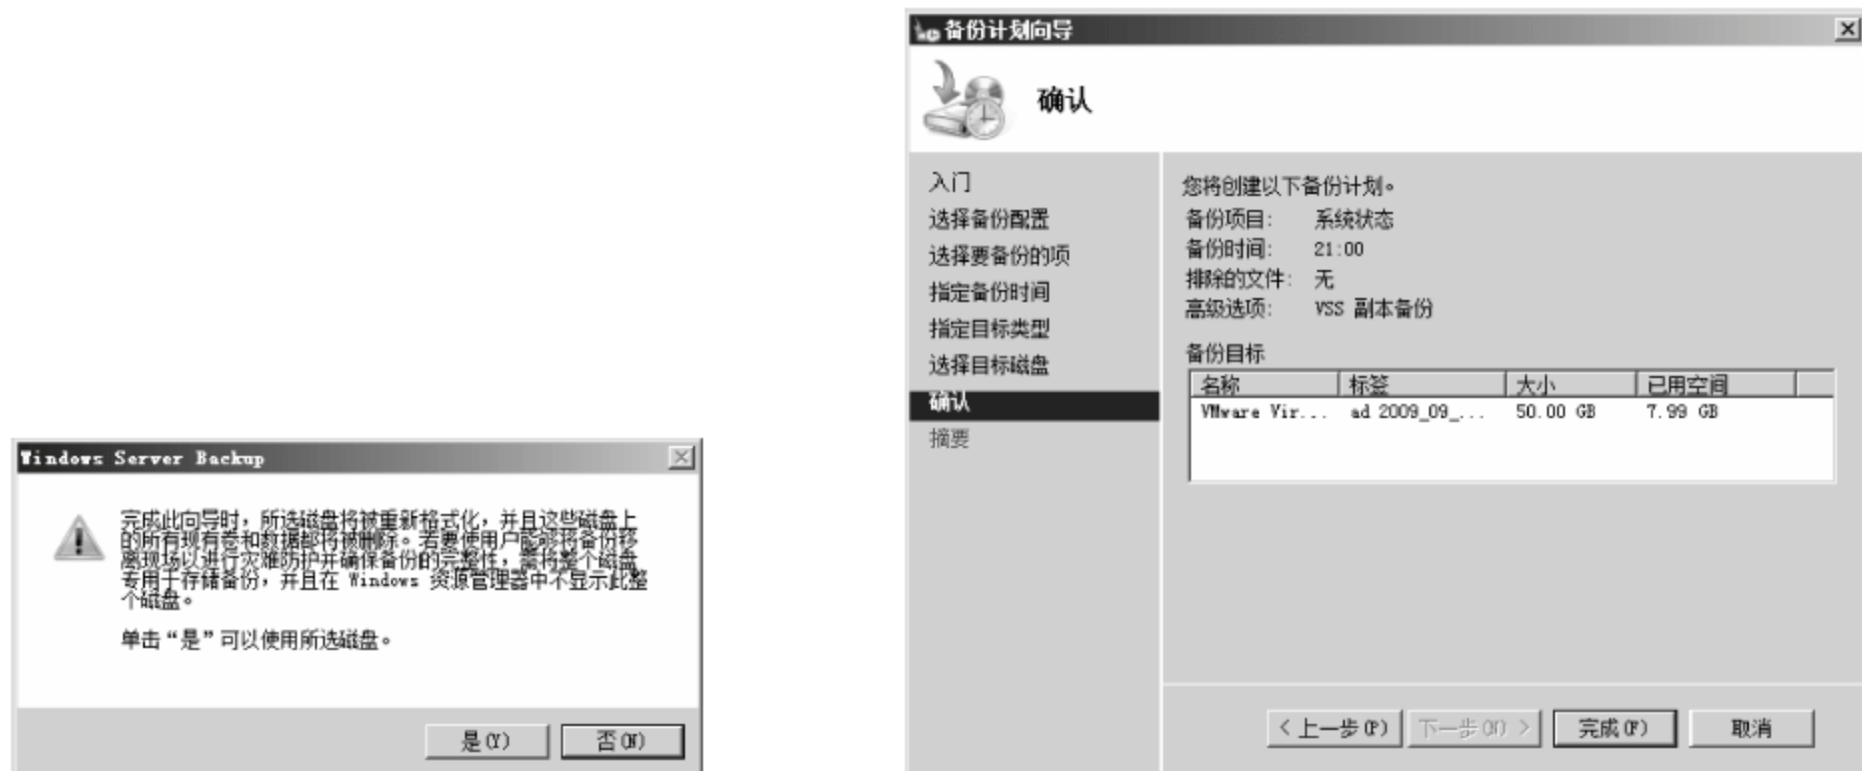 Windows Server Backup
完成此向导时，所选磁盘将被重新格式化，并且这些磁盘上
的所有现有卷和数据都将被删除。若要使用户能够将备份移
离现场以进行灾难防护并确保备份的完整性，需将整个磁盘
专用于存储备份，并且在 Windows 资源管理器中不显示此整
个磁盘。
单击“是”可以使用所选磁盘。
是(Y)
否(N)
备份计划向导
确认
入门
选择备份配置
选择要备份的项
指定备份时间
指定目标类型
选择目标磁盘
确认
摘要
您将创建以下备份计划。
备份项目: 系统状态
备份时间: 21:00
排除的文件: 无
高级选项: VSS 副本备份
备份目标
名称 标签 大小 已用空间
VMware Vir... ad 2009_09_... 50.00 GB 7.99 GB
< 上一步(P) 下一步(N) > 完成(F) 取消